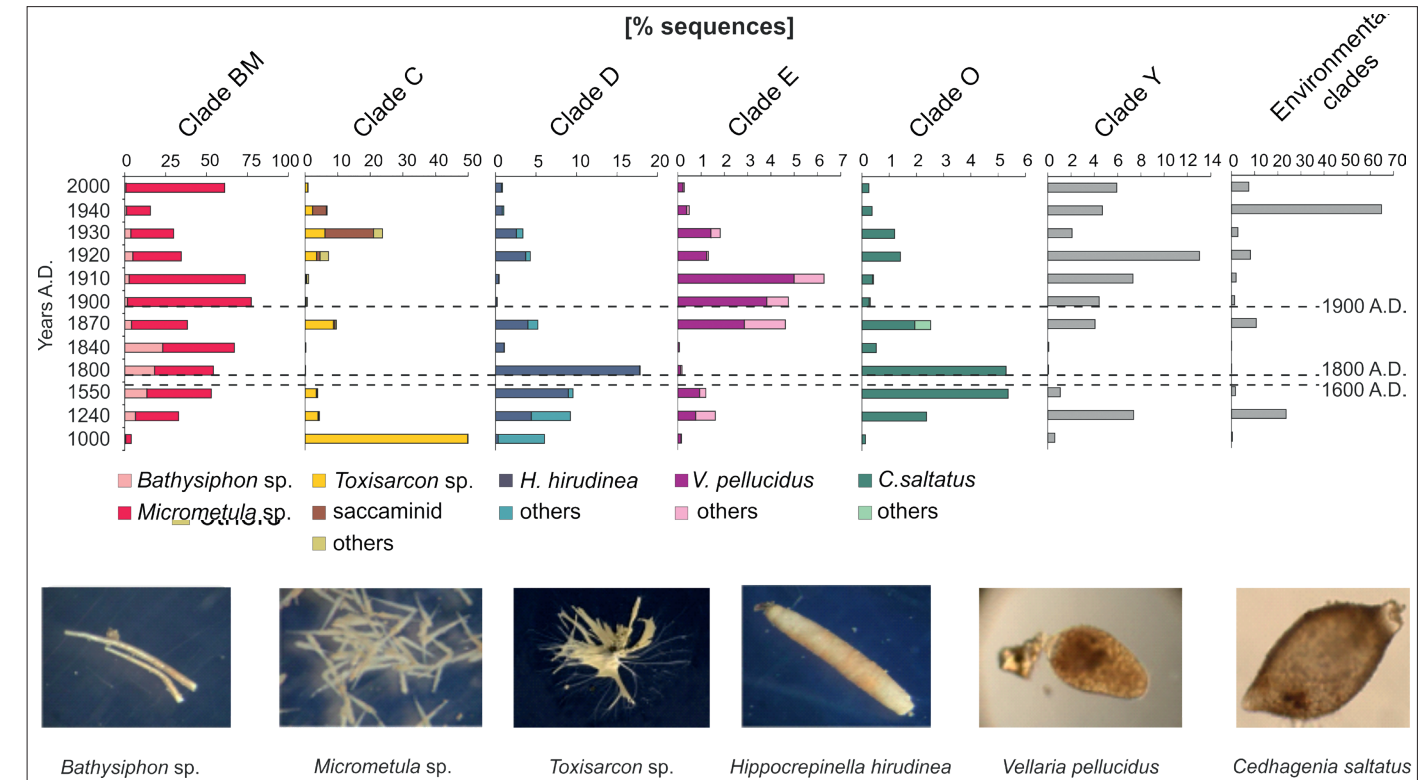 [% sequences]
Clade BM
Clade C
Clade D
Clade E
Clade O
Clade Y
Environmenta
clades
0 25 50 75 100
0 10 20 30 40 50
0 5 10 15 20
0 1 2 3 4 5 6 7
0 1 2 3 4 5 6
0 2 4 6 8 10 12 14
0 10 20 30 40 50 60 70
Years A.D.
2000
1940
1930
1920
1910
1900
1870
1840
1800
1550
1240
1000
1900 A.D.
1800 A.D.
1600 A.D.
Bathysiphon sp.
Micrometula sp.
Toxisarcon sp.
saccaminid
others
H. hirudinea
others
V. pellucidus
others
C.saltatus
others
Bathysiphon sp.
Micrometula sp.
Toxisarcon sp.
Hippocrepinella hirudinea
Vellaria pellucidus
Cedhagenia saltatus